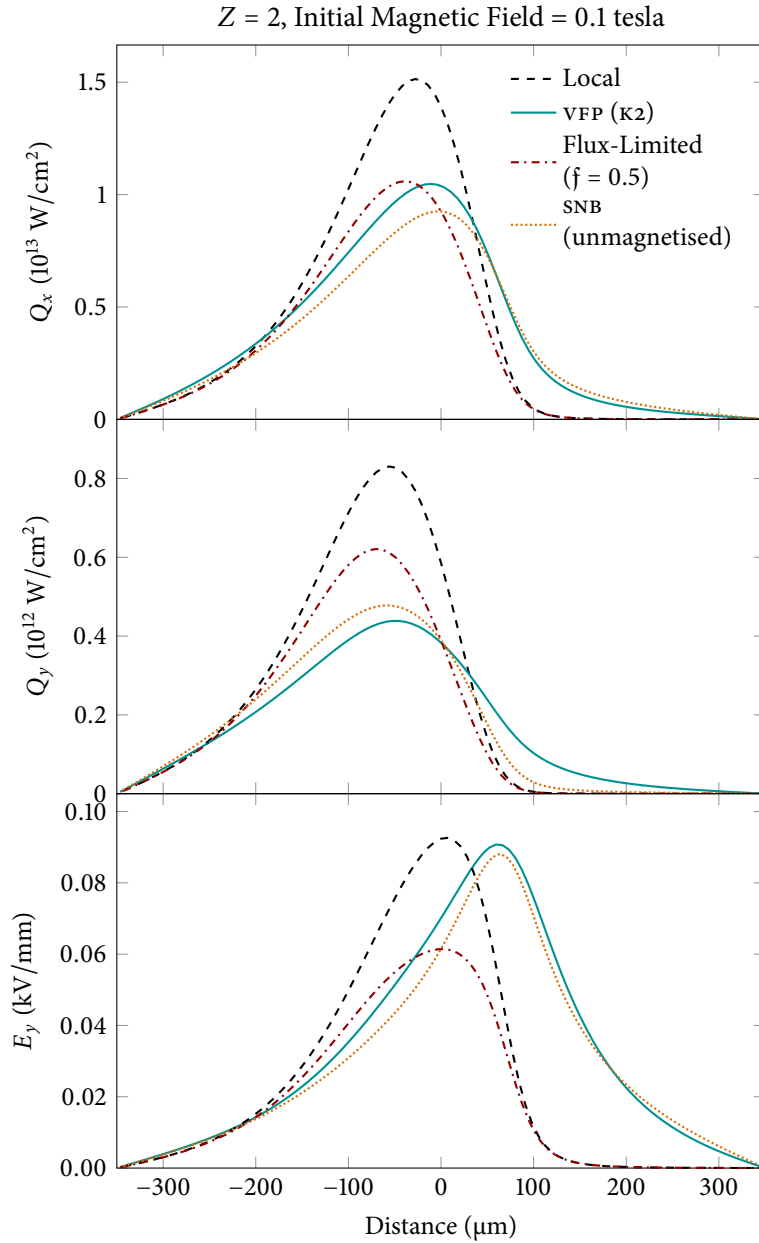 Z = 2, Initial Magnetic Field = 0.1 tesla
Q_x (10^13 W/cm^2)
1.5
1
0.5
0
Local
VFP (K2)
Flux-Limited
(f = 0.5)
SNB
(unmagnetised)
Q_y (10^12 W/cm^2)
0.8
0.6
0.4
0.2
0
E_y (kV/mm)
0.10
0.08
0.06
0.04
0.02
0.00
−300 −200 −100 0 100 200 300
Distance (μm)